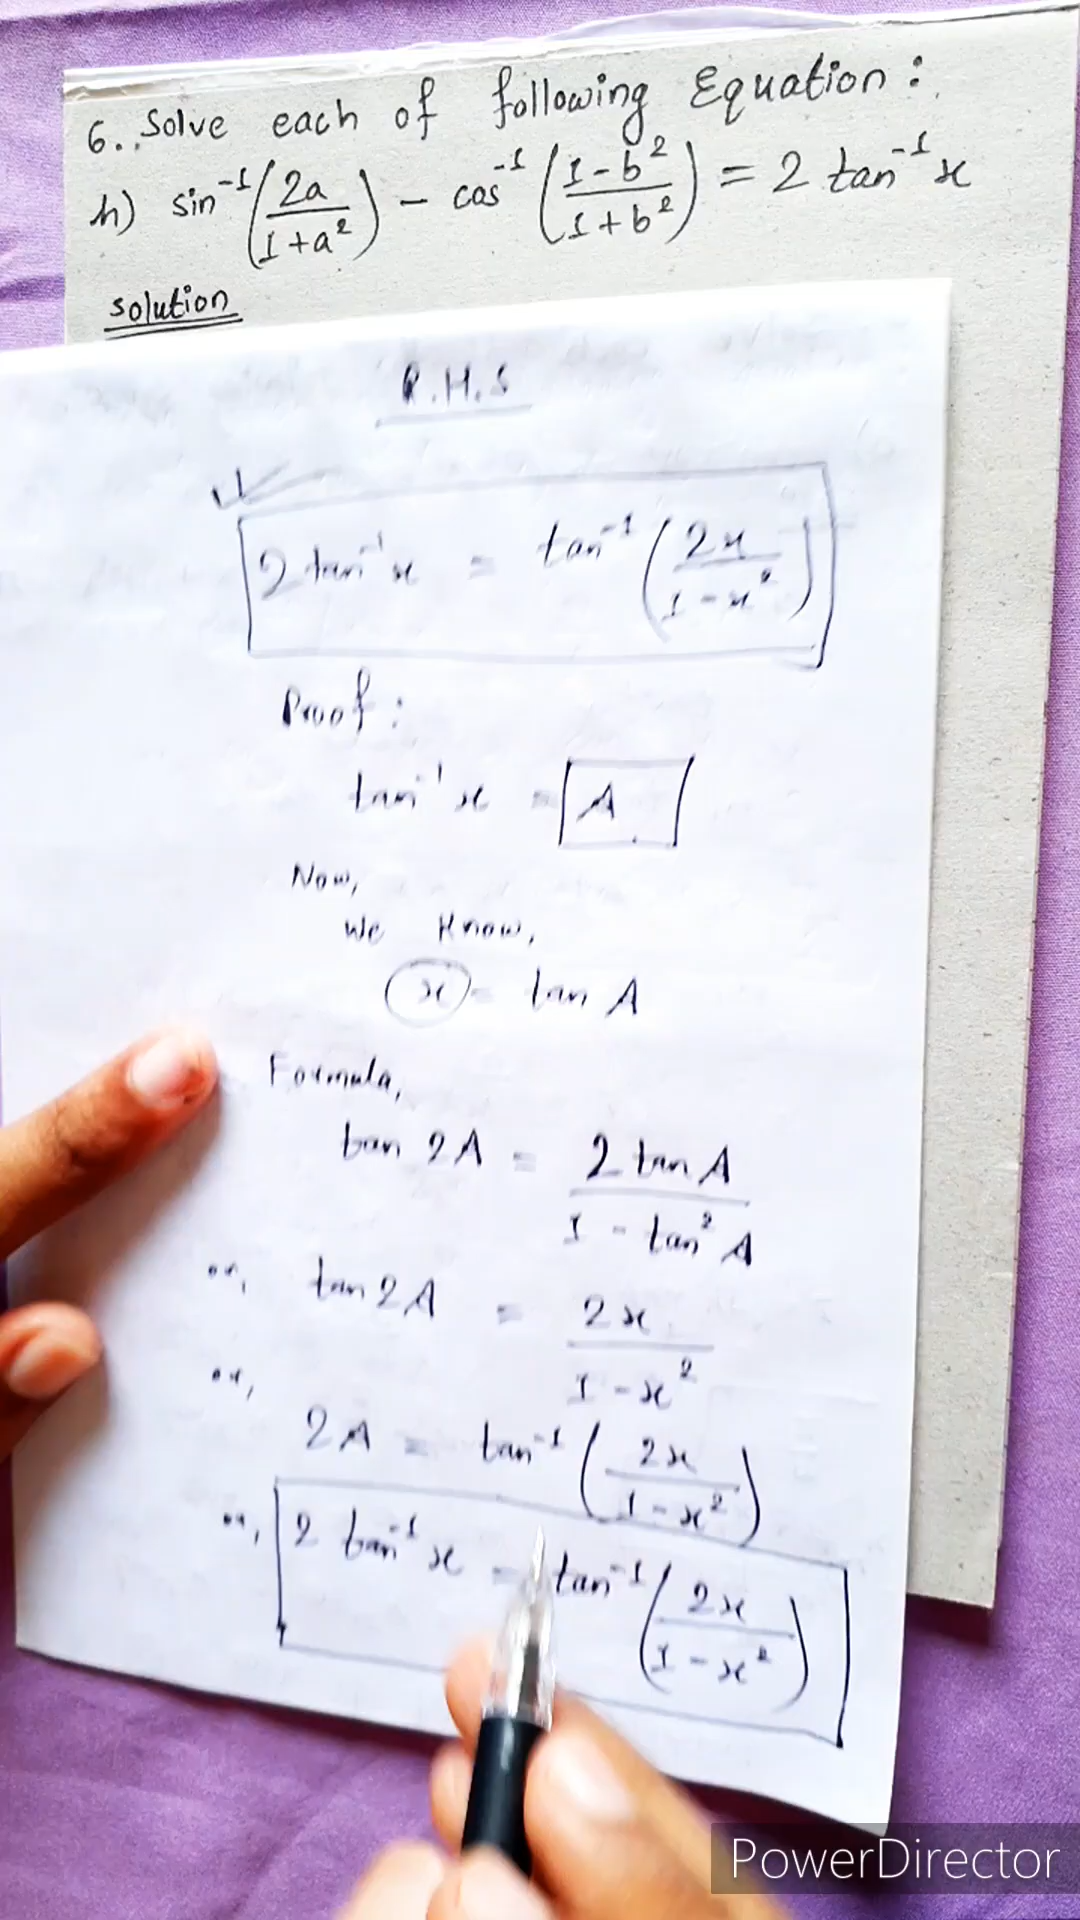 6. Solve each of following Equation:
h) sin⁻¹(2a/1+a²) - cos⁻¹(1-b²/1+b²) = 2 tan⁻¹x
solution
R.H.S
2 tan⁻¹x = tan⁻¹(2x/1-x²)
Proof:
tan⁻¹x = A
Now,
we know,
x = tan A
Formula,
tan 2A = 2 tan A/1 - tan² A
or, tan 2A = 2x/1-x²
or,
2A = tan⁻¹(2x/1-x²)
or, 2 tan⁻¹x = tan⁻¹(2x/1-x²)
PowerDirector